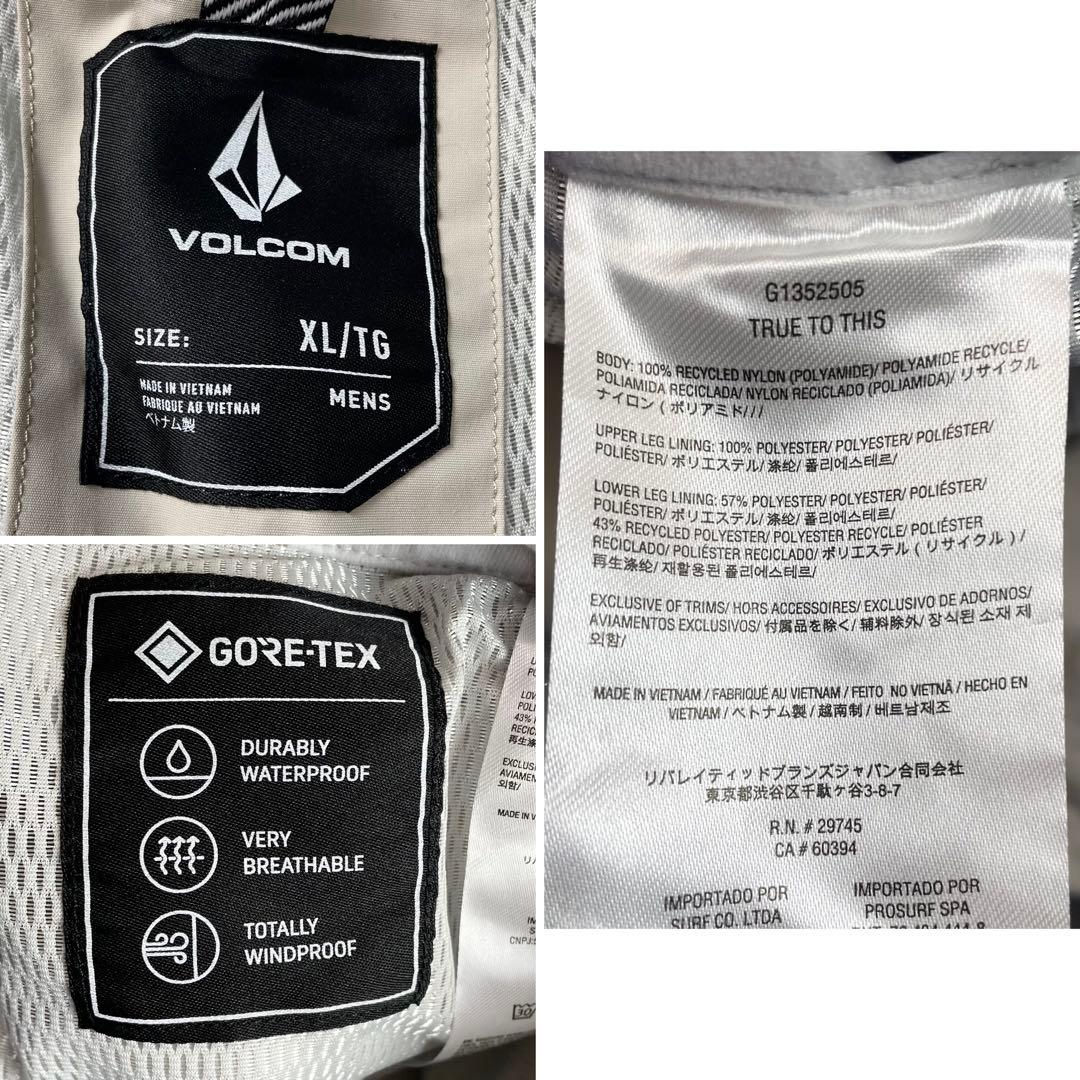 VOLCOM
SIZE: XL/TG
MADE IN VIETNAM
FABRIQUE AU VIETNAM
ベトナム製
MENS
GORE-TEX
DURABLY
WATERPROOF
VERY
BREATHABLE
TOTALLY
WINDPROOF
G1352505
TRUE TO THIS
BODY: 100% RECYCLED NYLON (POLYAMIDE)/ POLYAMIDE RECYCLE/
POLIAMIDA RECICLADA/ NYLON RECICLADO (POLIAMIDA)/ リサイクル
ナイロン ( ポリアミド///
UPPER LEG LINING: 100% POLYESTER/ POLYESTER/ POLIÉSTER/
POLIÉSTER/ ポリエステル/ 涤纶/ 폴리에스테르/
LOWER LEG LINING: 57% POLYESTER/ POLYESTER/ POLIÉSTER/
POLIÉSTER/ ポリエステル/ 涤纶/ 폴리에스테르/
43% RECYCLED POLYESTER/ POLYESTER RECYCLE/ POLIÉSTER
RECICLADO/ POLIÉSTER RECICLADO/ ポリエステル ( リサイクル ) /
再生涤纶/ 재활용된 폴리에스테르/
EXCLUSIVE OF TRIMS/ HORS ACCESSOIRES/ EXCLUSIVO DE ADORNOS/
AVIAMENTOS EXCLUSIVOS/ 付属品を除く/ 辅料除外/ 장식된 소재 제
외함/
MADE IN VIETNAM / FABRIQUÉ AU VIETNAM / FEITO NO VIETNÃ / HECHO EN
VIETNAM / ベトナム製 / 越南制 / 베트남제조
リバレイティッドブランズジャパン合同会社
東京都渋谷区千駄ヶ谷3-8-7
R.N. # 29745
CA # 60394
IMPORTADO POR
SURF CO. LTDA
IMPORTADO POR
PROSURF SPA